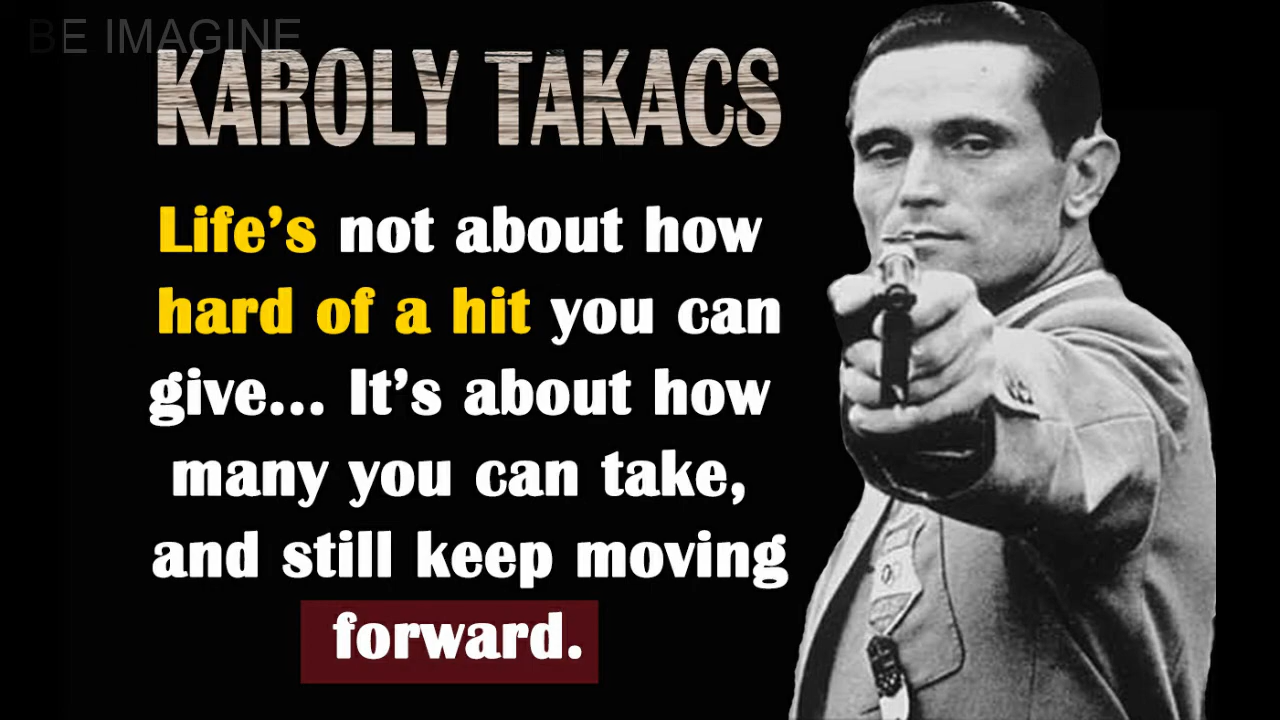 BE IMAGINE
KAROLY TAKACS
Life’s not about how
hard of a hit you can
give... It’s about how
many you can take,
and still keep moving
forward.